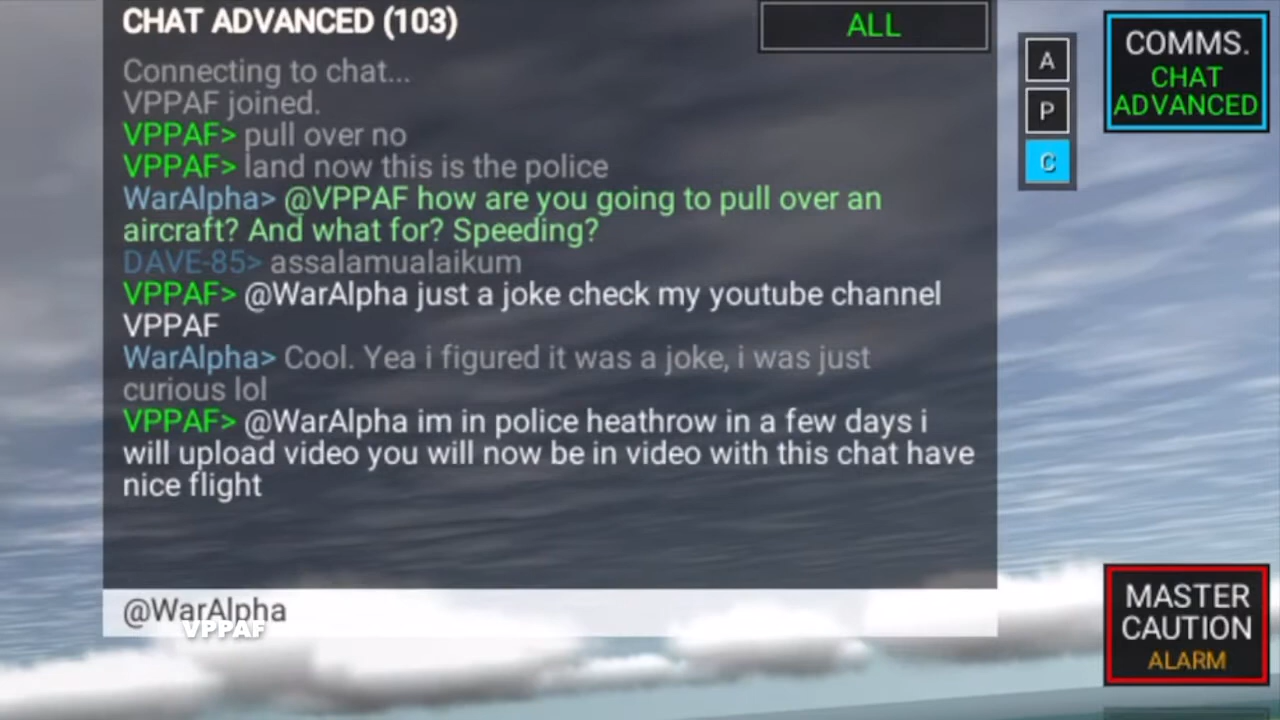 CHAT ADVANCED (103)
ALL
COMMS.
CHAT
ADVANCED
A
P
C
Connecting to chat...
VPPAF joined.
VPPAF> pull over no
VPPAF> land now this is the police
WarAlpha> @VPPAF how are you going to pull over an
aircraft? And what for? Speeding?
DAVE-85> assalamualaikum
VPPAF> @WarAlpha just a joke check my youtube channel
VPPAF
WarAlpha> Cool. Yea i figured it was a joke, i was just
curious lol
VPPAF> @WarAlpha im in police heathrow in a few days i
will upload video you will now be in video with this chat have
nice flight
@WarAlpha
VPPAF
MASTER
CAUTION
ALARM